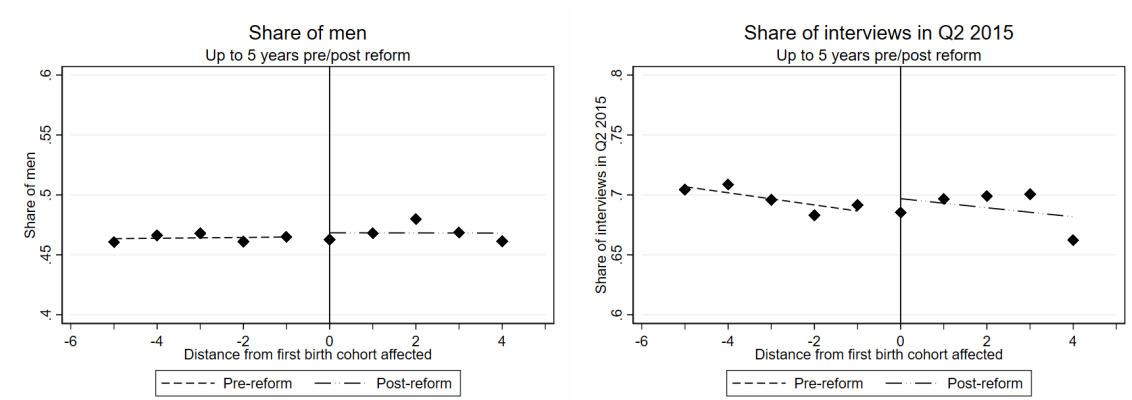 Share of men
Up to 5 years pre/post reform
Share of men
.6
.55
.5
.45
.4
-6
-4
-2
0
2
4
Distance from first birth cohort affected
Pre-reform
Post-reform
Share of interviews in Q2 2015
Up to 5 years pre/post reform
Share of interviews in Q2 2015
.8
.75
.7
.65
.6
-6
-4
-2
0
2
4
Distance from first birth cohort affected
Pre-reform
Post-reform